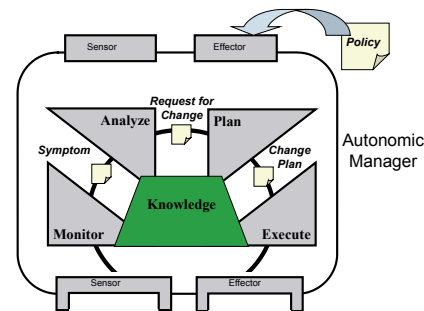 Sensor
Effector
Policy
Request for
Change
Analyze
Plan
Symptom
Change
Plan
Autonomic
Manager
Knowledge
Monitor
Execute
Sensor
Effector